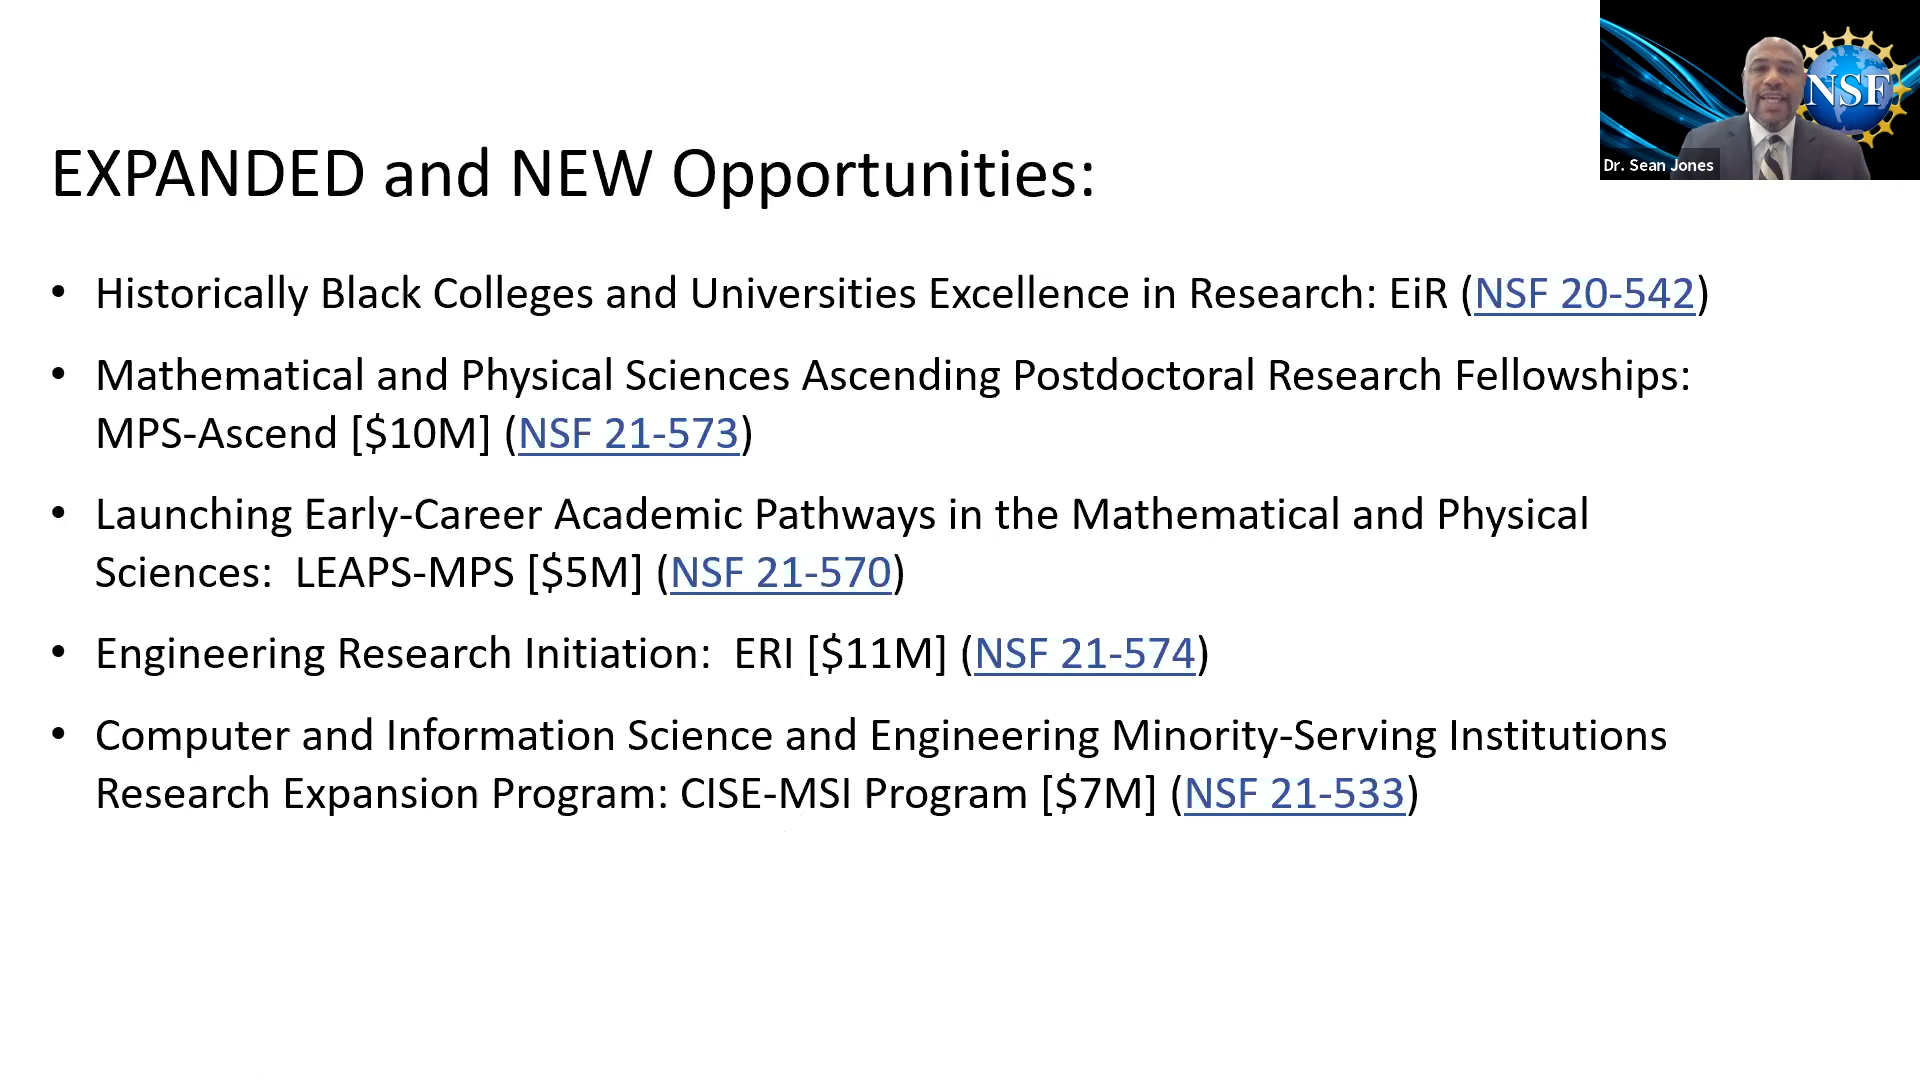 NSF
Dr. Sean Jones
EXPANDED and NEW Opportunities:
• Historically Black Colleges and Universities Excellence in Research: EiR (NSF 20-542)
• Mathematical and Physical Sciences Ascending Postdoctoral Research Fellowships:
MPS-Ascend [$10M] (NSF 21-573)
• Launching Early-Career Academic Pathways in the Mathematical and Physical
Sciences:  LEAPS-MPS [$5M] (NSF 21-570)
• Engineering Research Initiation:  ERI [$11M] (NSF 21-574)
• Computer and Information Science and Engineering Minority-Serving Institutions
Research Expansion Program: CISE-MSI Program [$7M] (NSF 21-533)